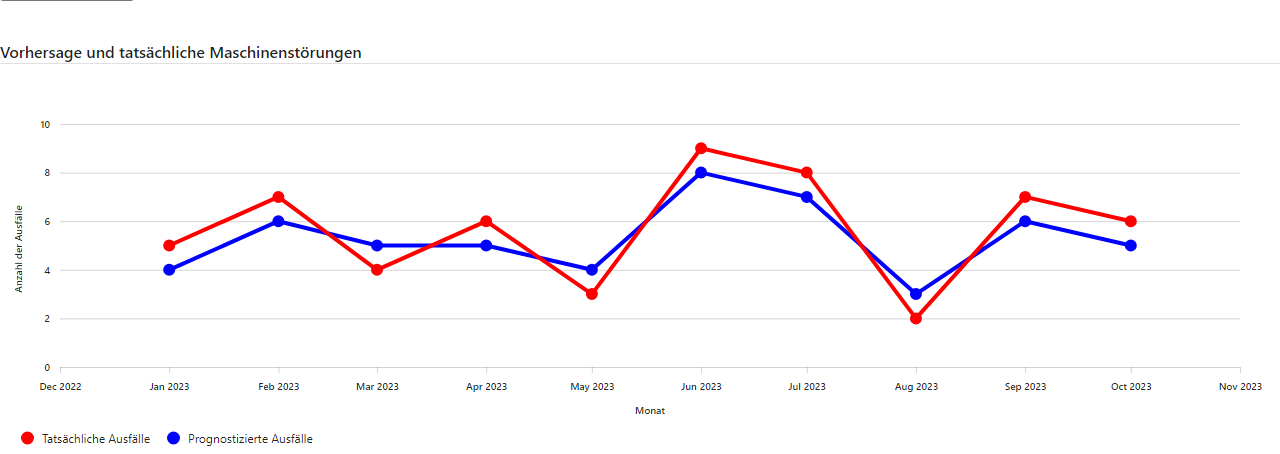 Vorhersage und tatsächliche Maschinenstörungen
10
8
6
4
2
0
Anzahl der Ausfälle
Dec 2022 Jan 2023 Feb 2023 Mar 2023 Apr 2023 May 2023 Jun 2023 Jul 2023 Aug 2023 Sep 2023 Oct 2023 Nov 2023
Monat
Tatsächliche Ausfälle Prognostizierte Ausfälle